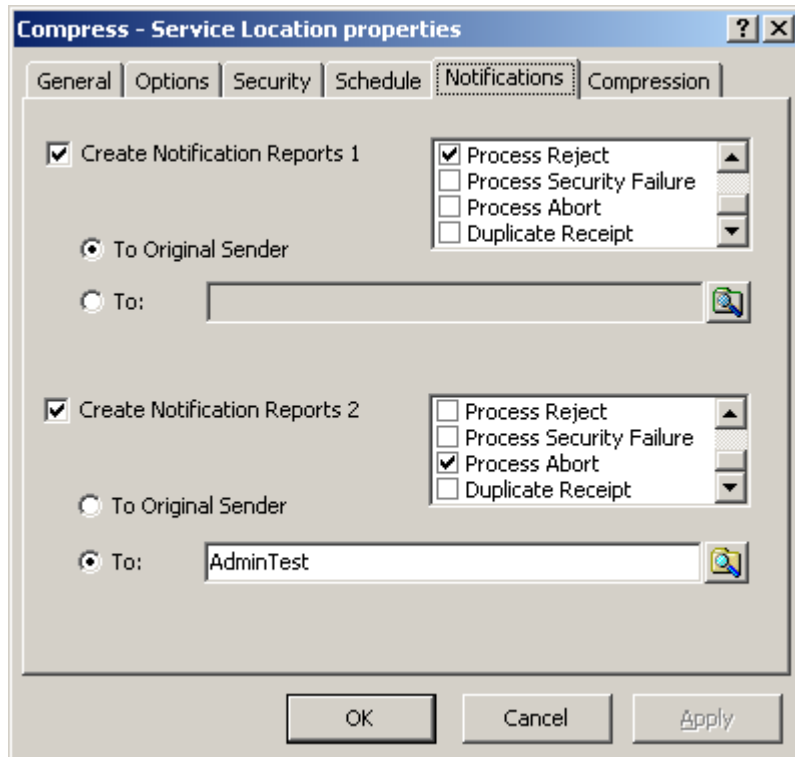 Compress - Service Location properties
General Options Security Schedule Notifications Compression
Create Notification Reports 1
Process Reject
Process Security Failure
Process Abort
Duplicate Receipt
To Original Sender
To:
Create Notification Reports 2
Process Reject
Process Security Failure
Process Abort
Duplicate Receipt
To Original Sender
To: AdminTest
OK Cancel Apply